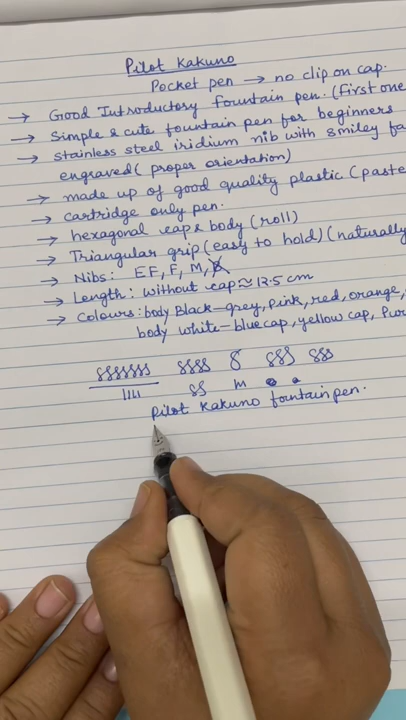 Pilot Kakuno
Pocket pen → no clip on cap.
→ Good Introductory fountain pen. (first one
→ Simple & cute fountain pen for beginners
→ stainless steel iridium nib with smiley fa
engraved (proper orientation)
→ made up of good quality plastic (paste
→ cartridge only pen.
→ hexagonal cap & body (roll)
→ Triangular grip (easy to hold) (naturally
→ Nibs: EF, F, M, B
→ Length: without cap ≈ 12.5 cm
→ Colours: body Black - grey, pink, red, orange,
body white - blue cap, yellow cap, Pur
Pilot Kakuno fountain pen.